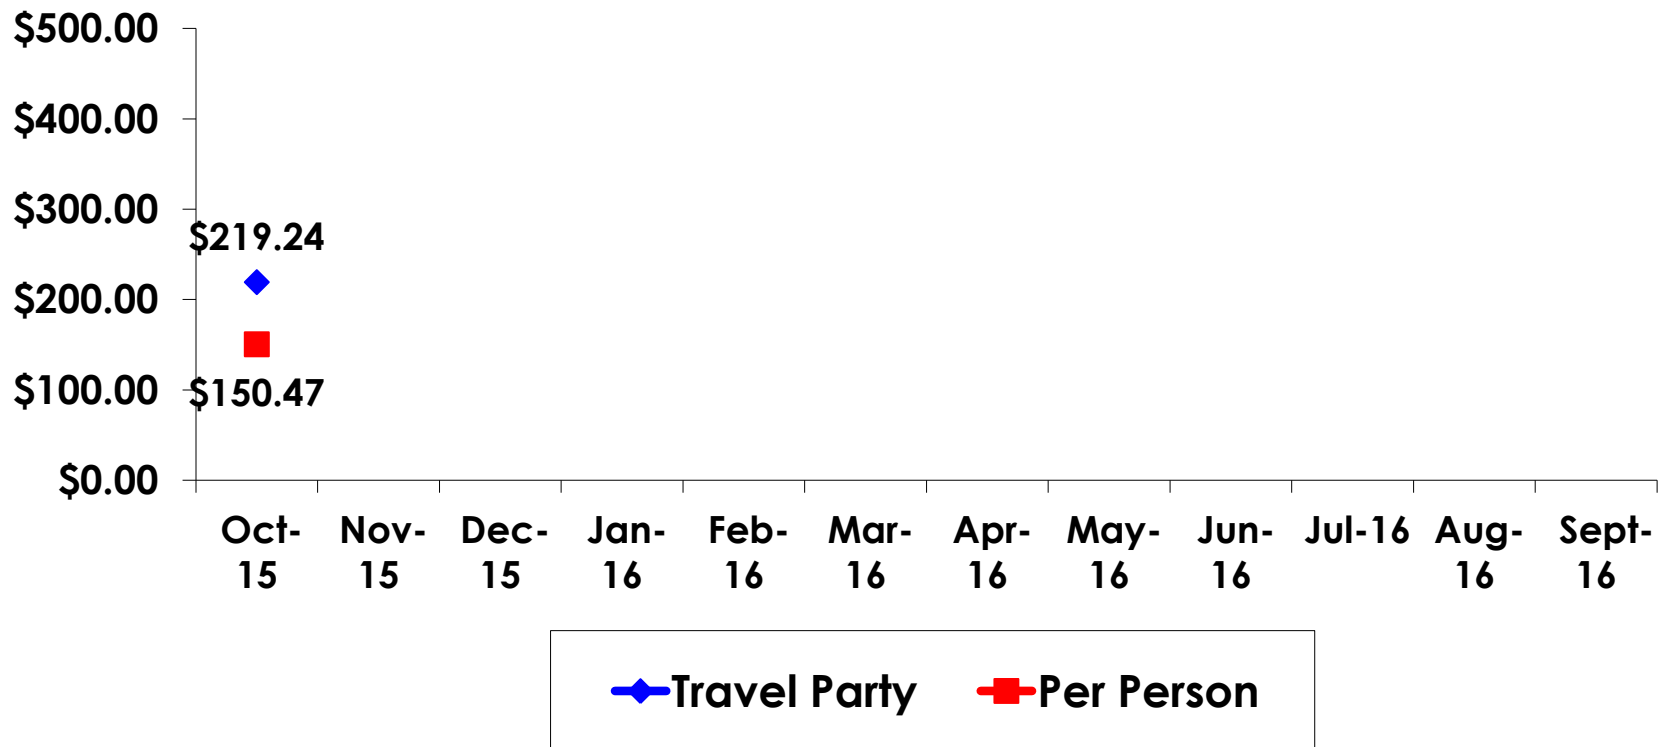 $500.00
$400.00
$300.00
$219.24
$200.00
$100.00
$150.47
$0.00
Oct-15
Nov-15
Dec-15
Jan-16
Feb-16
Mar-16
Apr-16
May-16
Jun-16
Jul-16
Aug-16
Sept-16
Travel Party
Per Person